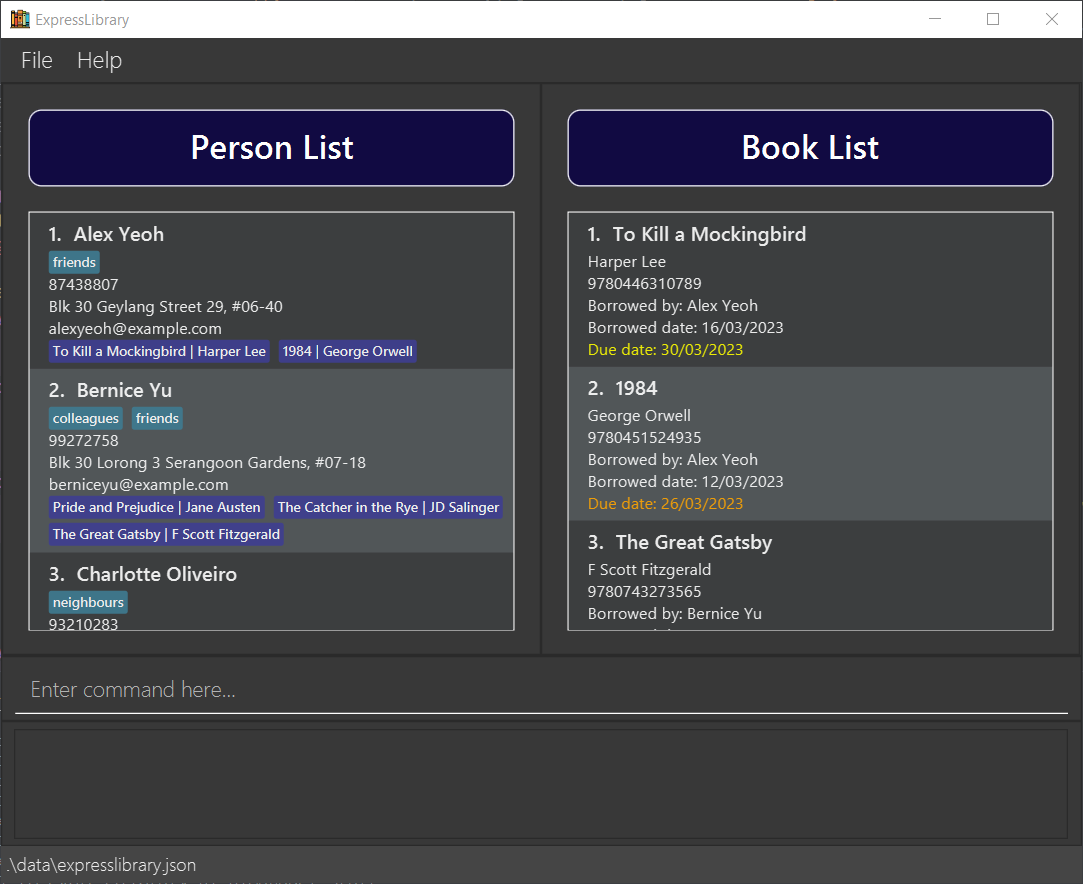 ExpressLibrary
File Help
Person List
1. Alex Yeoh
friends
87438807
Blk 30 Geylang Street 29, #06-40
alexyeoh@example.com
To Kill a Mockingbird | Harper Lee 1984 | George Orwell
2. Bernice Yu
colleagues friends
99272758
Blk 30 Lorong 3 Serangoon Gardens, #07-18
berniceyu@example.com
Pride and Prejudice | Jane Austen The Catcher in the Rye | JD Salinger
The Great Gatsby | F Scott Fitzgerald
3. Charlotte Oliveiro
neighbours
93210283
Book List
1. To Kill a Mockingbird
Harper Lee
9780446310789
Borrowed by: Alex Yeoh
Borrowed date: 16/03/2023
Due date: 30/03/2023
2. 1984
George Orwell
9780451524935
Borrowed by: Alex Yeoh
Borrowed date: 12/03/2023
Due date: 26/03/2023
3. The Great Gatsby
F Scott Fitzgerald
9780743273565
Borrowed by: Bernice Yu
Enter command here...
.\data\expresslibrary.json